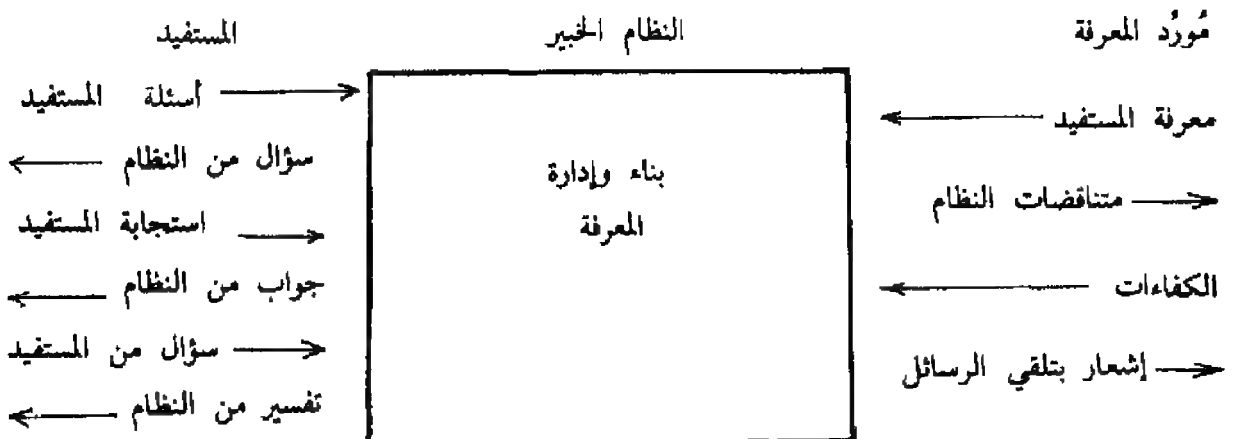 مُورِّد المعرفة
النظام الخبير
المستفيد
معرفة المستفيد
متناقضات النظام
الكفاءات
إشعار بتلقي الرسائل
بناء وإدارة
المعرفة
أسئلة المستفيد
سؤال من النظام
استجابة المستفيد
جواب من النظام
سؤال من المستفيد
تفسير من النظام